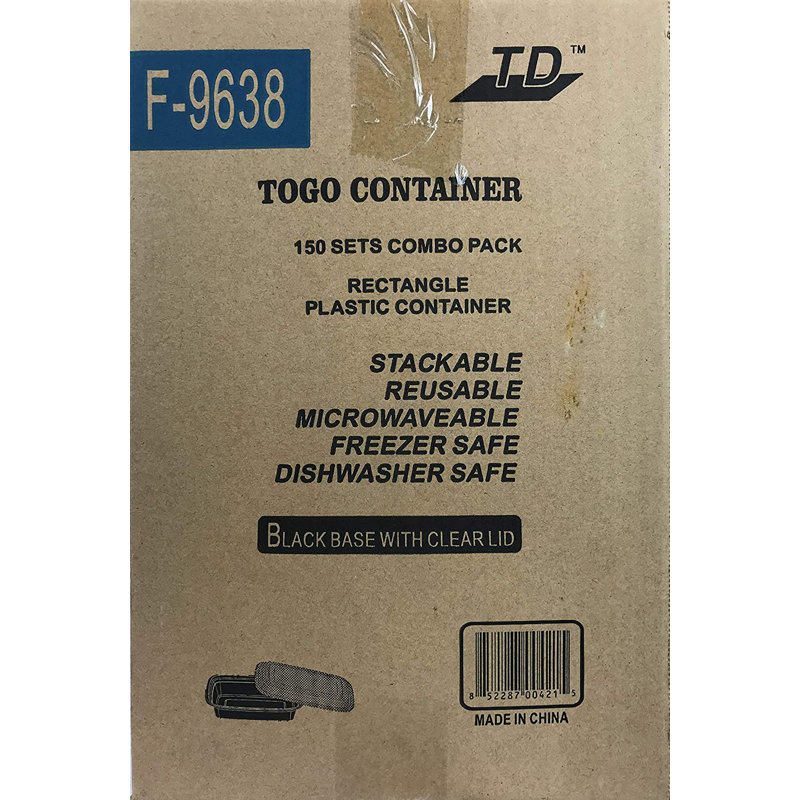 F-9638
TD™
TOGO CONTAINER
150 SETS COMBO PACK
RECTANGLE
PLASTIC CONTAINER
STACKABLE
REUSABLE
MICROWAVEABLE
FREEZER SAFE
DISHWASHER SAFE
BLACK BASE WITH CLEAR LID
8 52287 00421 5
MADE IN CHINA